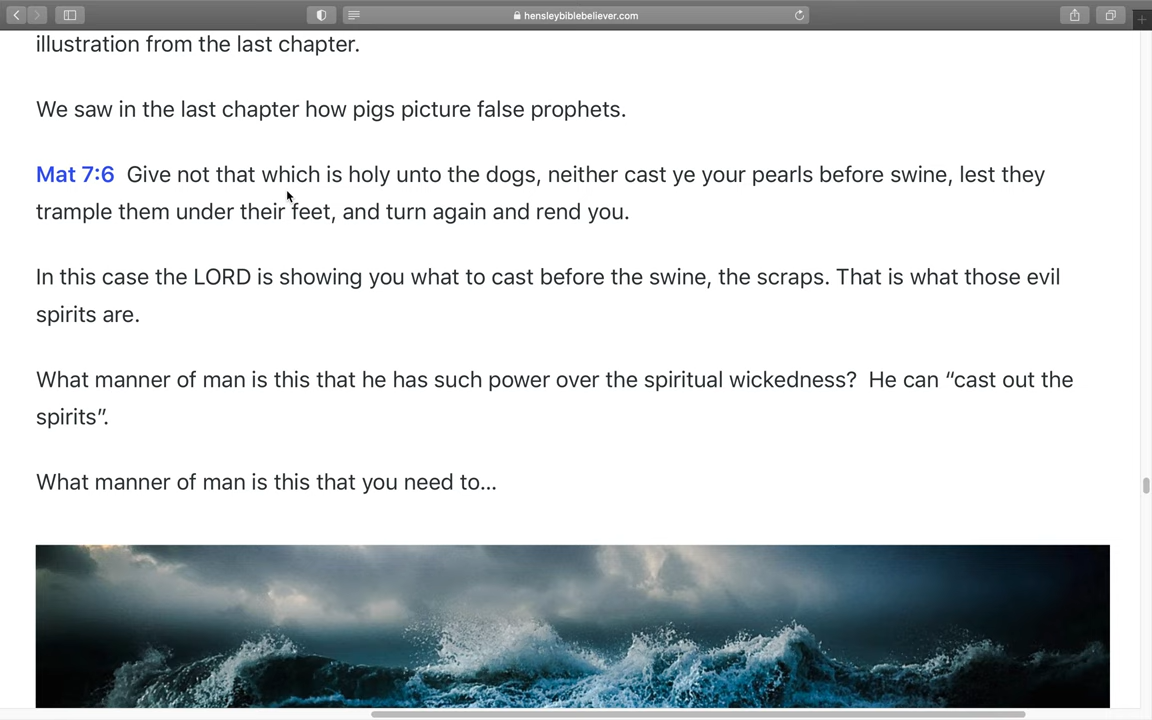 hensleybiblebeliever.com
illustration from the last chapter.
We saw in the last chapter how pigs picture false prophets.
Mat 7:6  Give not that which is holy unto the dogs, neither cast ye your pearls before swine, lest they
trample them under their feet, and turn again and rend you.
In this case the LORD is showing you what to cast before the swine, the scraps. That is what those evil
spirits are.
What manner of man is this that he has such power over the spiritual wickedness?  He can “cast out the
spirits”.
What manner of man is this that you need to…